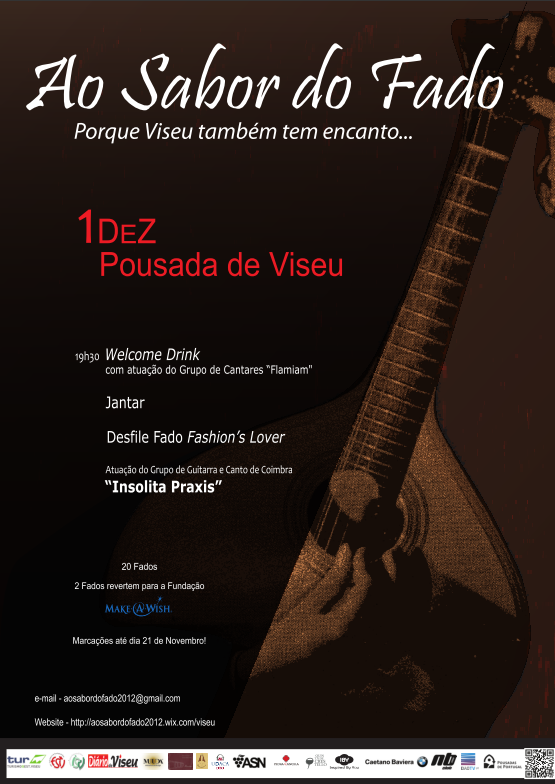 Ao Sabor do Fado
Porque Viseu também tem encanto...
1DEZ
Pousada de Viseu
19h30 Welcome Drink
com atuação do Grupo de Cantares “Flamiam”
Jantar
Desfile Fado Fashion’s Lover
Atuação do Grupo de Guitarra e Canto de Coimbra
“Insolita Praxis”
20 Fados
2 Fados revertem para a Fundação
MAKE·A·WISH.
Marcações até dia 21 de Novembro!
e-mail - aosabordofado2012@gmail.com
Website - http://aosabordofado2012.wix.com/viseu
tur Diário Viseu ASN Caetano Baviera nb POUSADAS DE PORTUGAL